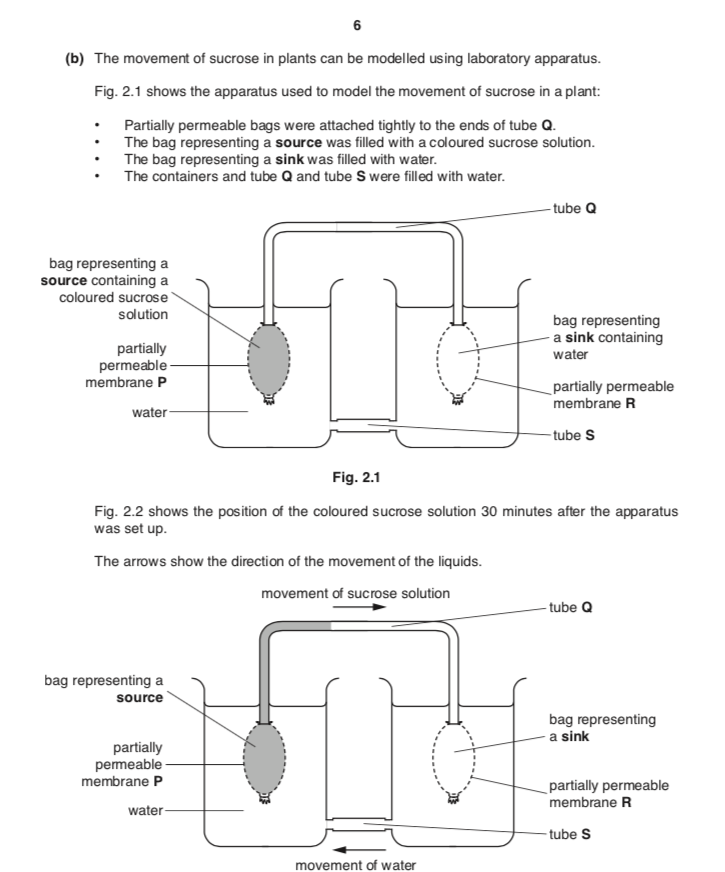 6
(b) The movement of sucrose in plants can be modelled using laboratory apparatus.
Fig. 2.1 shows the apparatus used to model the movement of sucrose in a plant:
• Partially permeable bags were attached tightly to the ends of tube Q.
• The bag representing a source was filled with a coloured sucrose solution.
• The bag representing a sink was filled with water.
• The containers and tube Q and tube S were filled with water.
tube Q
bag representing a
source containing a
coloured sucrose
solution
partially
permeable
membrane P
water
bag representing
a sink containing
water
partially permeable
membrane R
tube S
Fig. 2.1
Fig. 2.2 shows the position of the coloured sucrose solution 30 minutes after the apparatus
was set up.
The arrows show the direction of the movement of the liquids.
movement of sucrose solution
tube Q
bag representing a
source
partially
permeable
membrane P
water
bag representing
a sink
partially permeable
membrane R
tube S
movement of water